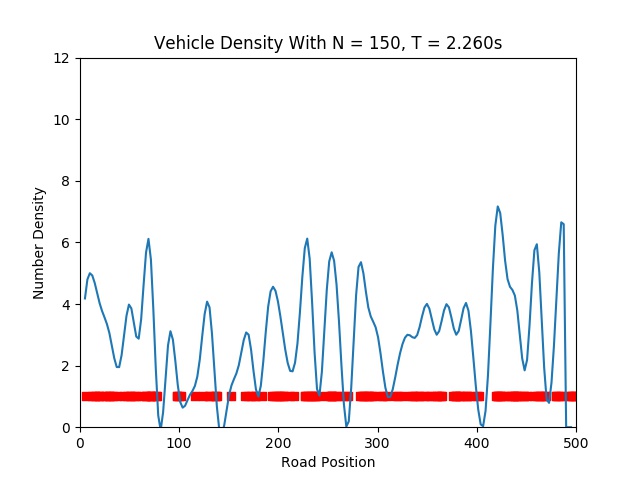 Vehicle Density With N = 150, T = 2.260s
12
10
8
6
4
2
0
Number Density
0 100 200 300 400 500
Road Position